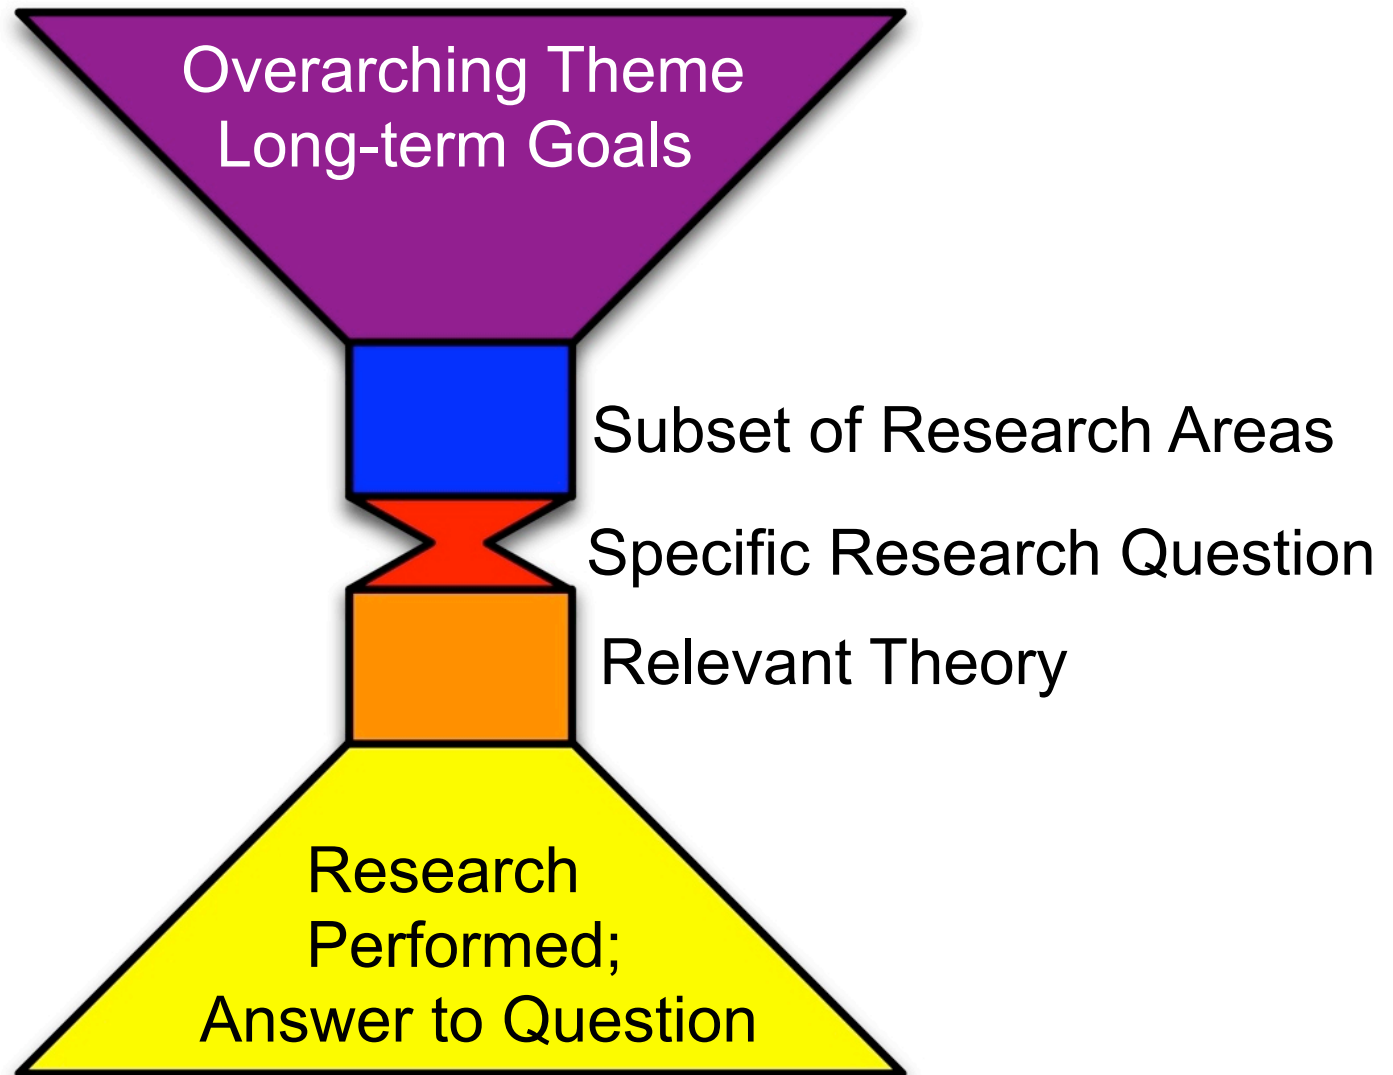 Overarching Theme
Long-term Goals
Subset of Research Areas
Specific Research Question
Relevant Theory
Research
Performed;
Answer to Question